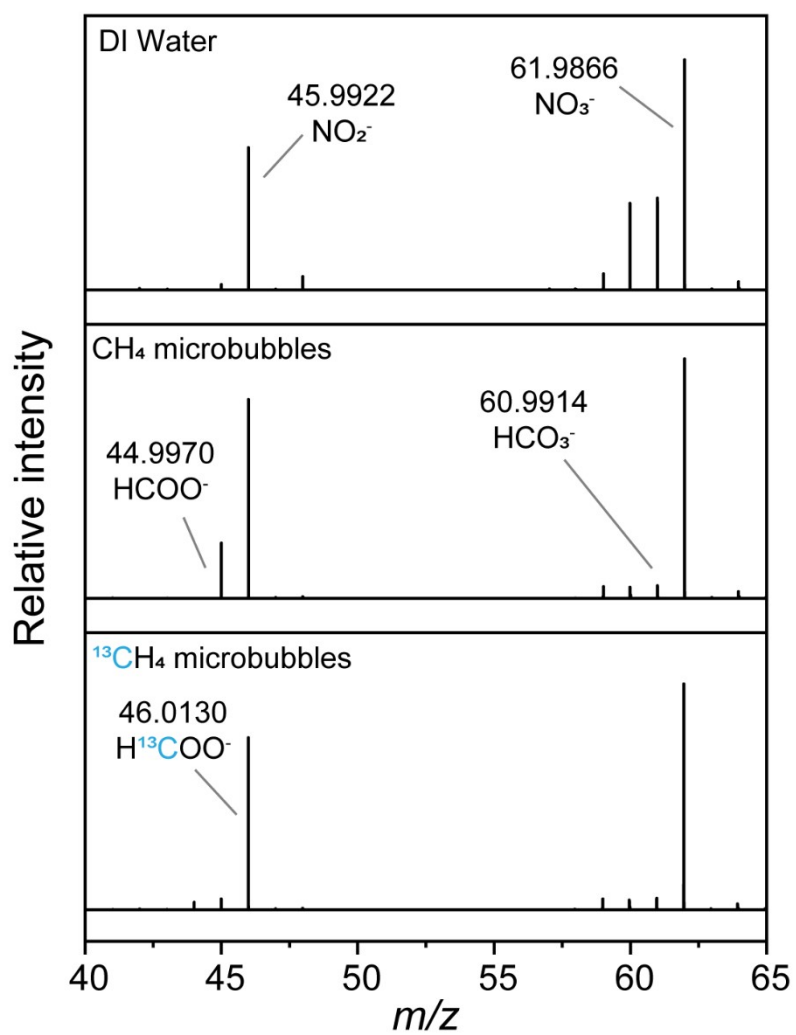 Relative intensity
DI Water
45.9922
NO₂⁻
61.9866
NO₃⁻
CH₄ microbubbles
44.9970
HCOO⁻
60.9914
HCO₃⁻
¹³CH₄ microbubbles
46.0130
H¹³COO⁻
40 45 50 55 60 65
m/z